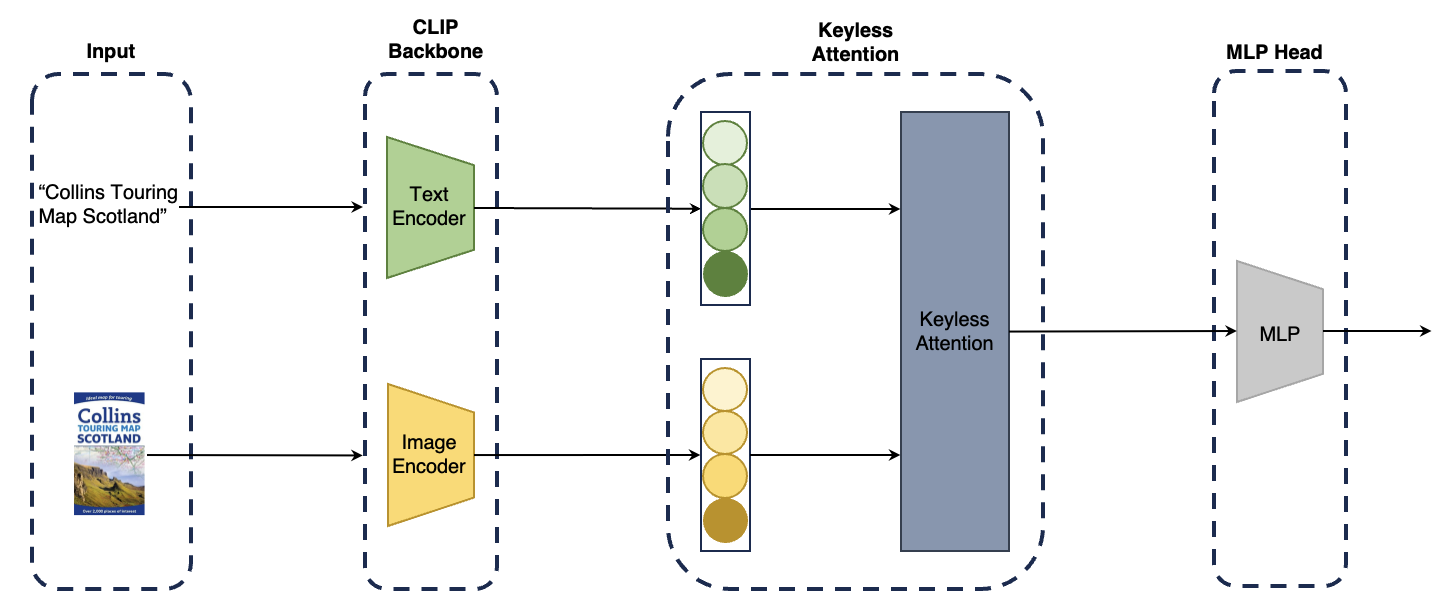 Input
CLIP
Backbone
Keyless
Attention
MLP Head
“Collins Touring
Map Scotland”
Text
Encoder
Ideal map for touring
Collins
TOURING MAP
SCOTLAND
Over 2,000 places of interest
Image
Encoder
Keyless
Attention
MLP